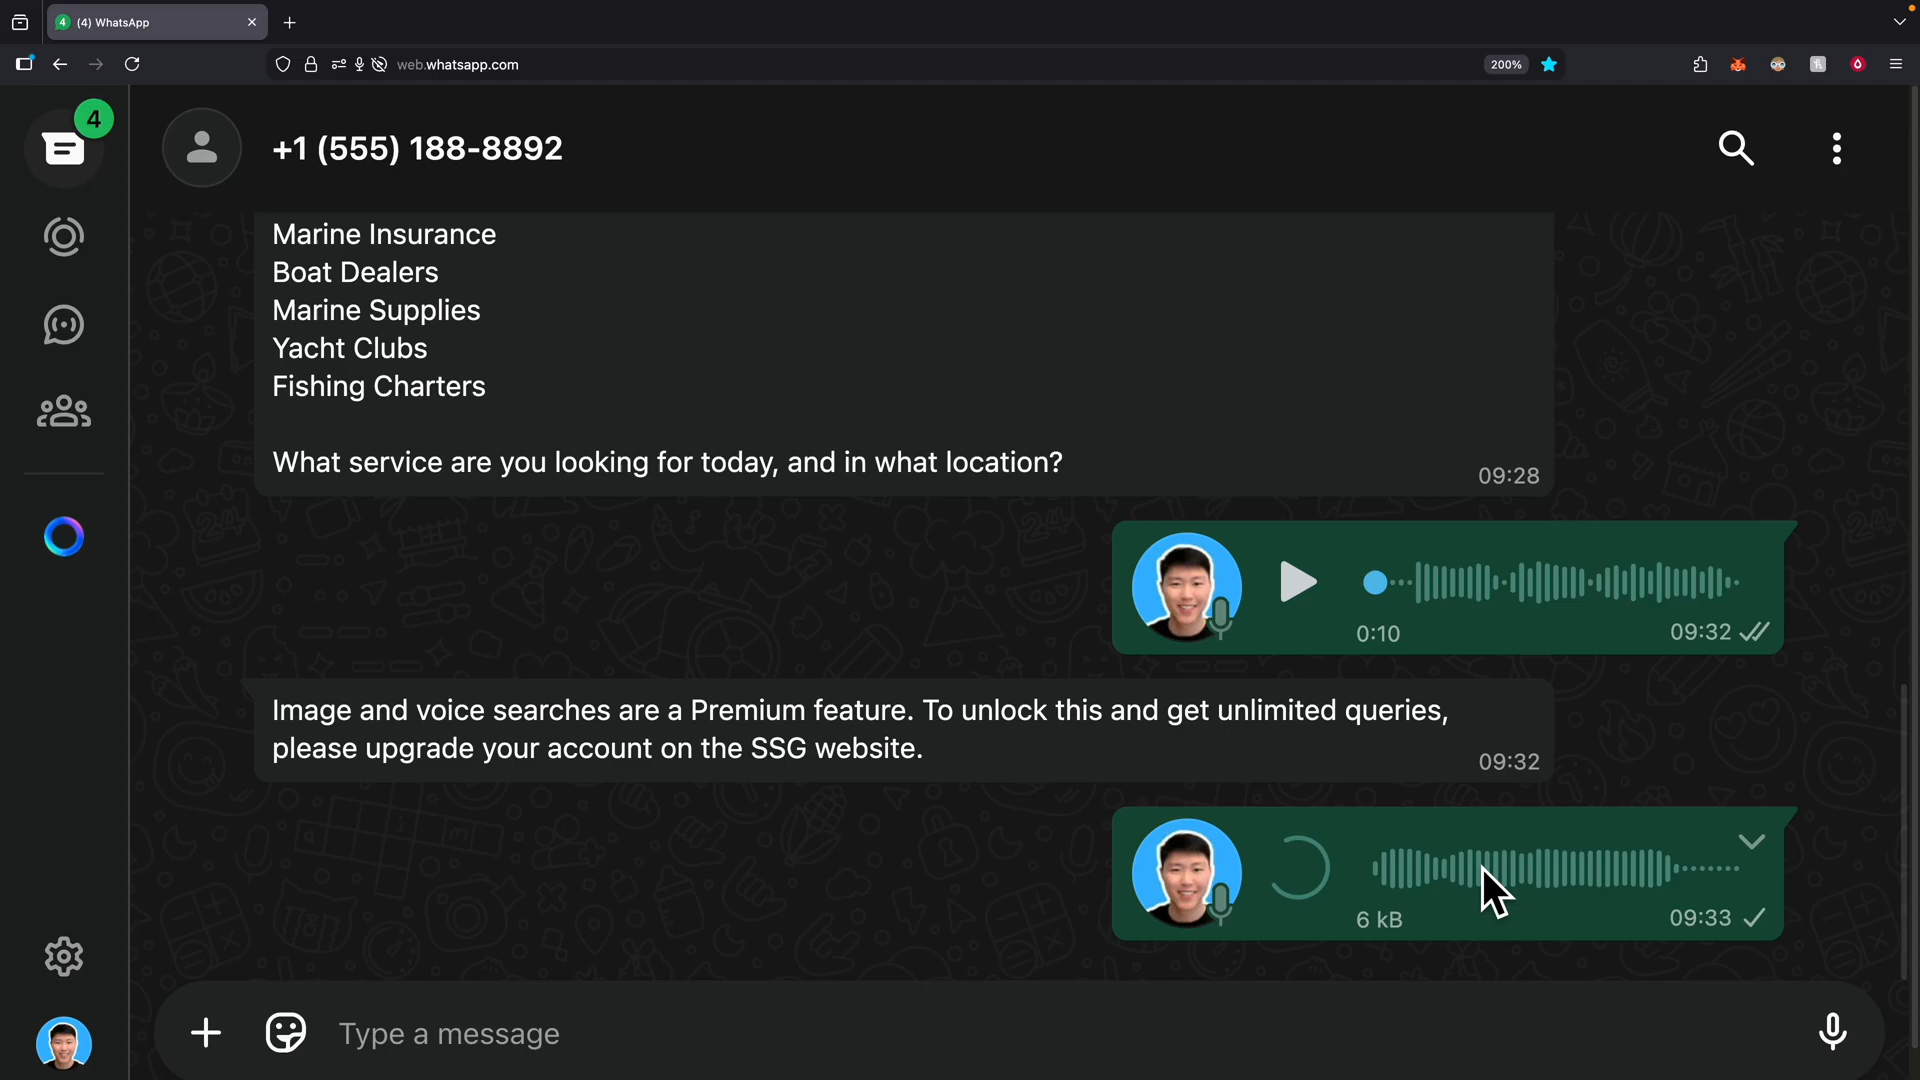 4 (4) WhatsApp
web.whatsapp.com
200%
4
+1 (555) 188-8892
Marine Insurance
Boat Dealers
Marine Supplies
Yacht Clubs
Fishing Charters
What service are you looking for today, and in what location?
09:28
0:10
09:32
Image and voice searches are a Premium feature. To unlock this and get unlimited queries,
please upgrade your account on the SSG website.
09:32
6 kB
09:33
Type a message